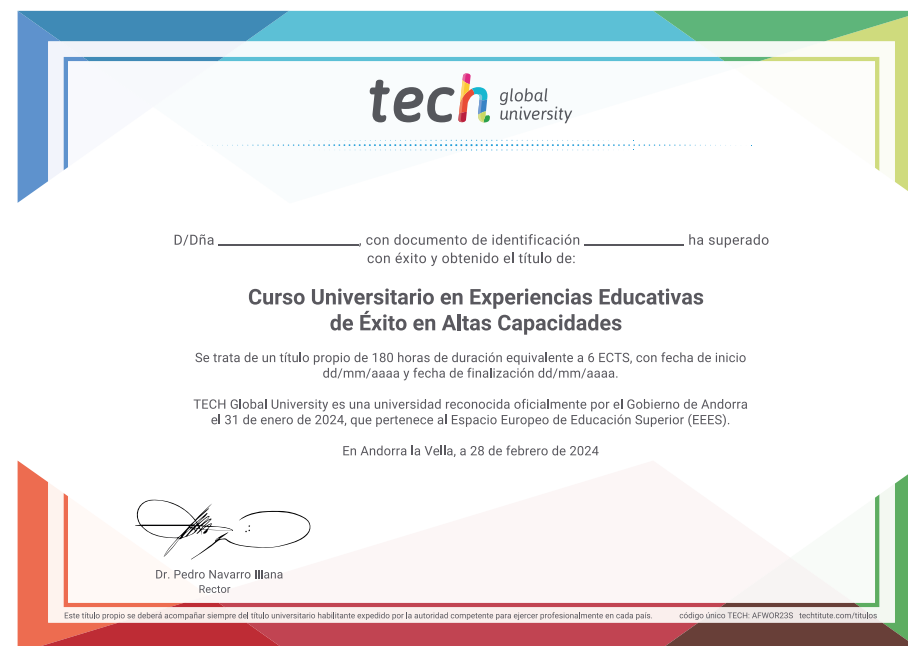 tech global university
D/Dña ____________________, con documento de identificación ______________ ha superado
con éxito y obtenido el título de:
Curso Universitario en Experiencias Educativas
de Éxito en Altas Capacidades
Se trata de un título propio de 180 horas de duración equivalente a 6 ECTS, con fecha de inicio
dd/mm/aaaa y fecha de finalización dd/mm/aaaa.
TECH Global University es una universidad reconocida oficialmente por el Gobierno de Andorra
el 31 de enero de 2024, que pertenece al Espacio Europeo de Educación Superior (EEES).
En Andorra la Vella, a 28 de febrero de 2024
Dr. Pedro Navarro Illana
Rector
Este título propio se deberá acompañar siempre del título universitario habilitante expedido por la autoridad competente para ejercer profesionalmente en cada país. código único TECH: AFWOR23S techtitute.com/titulos